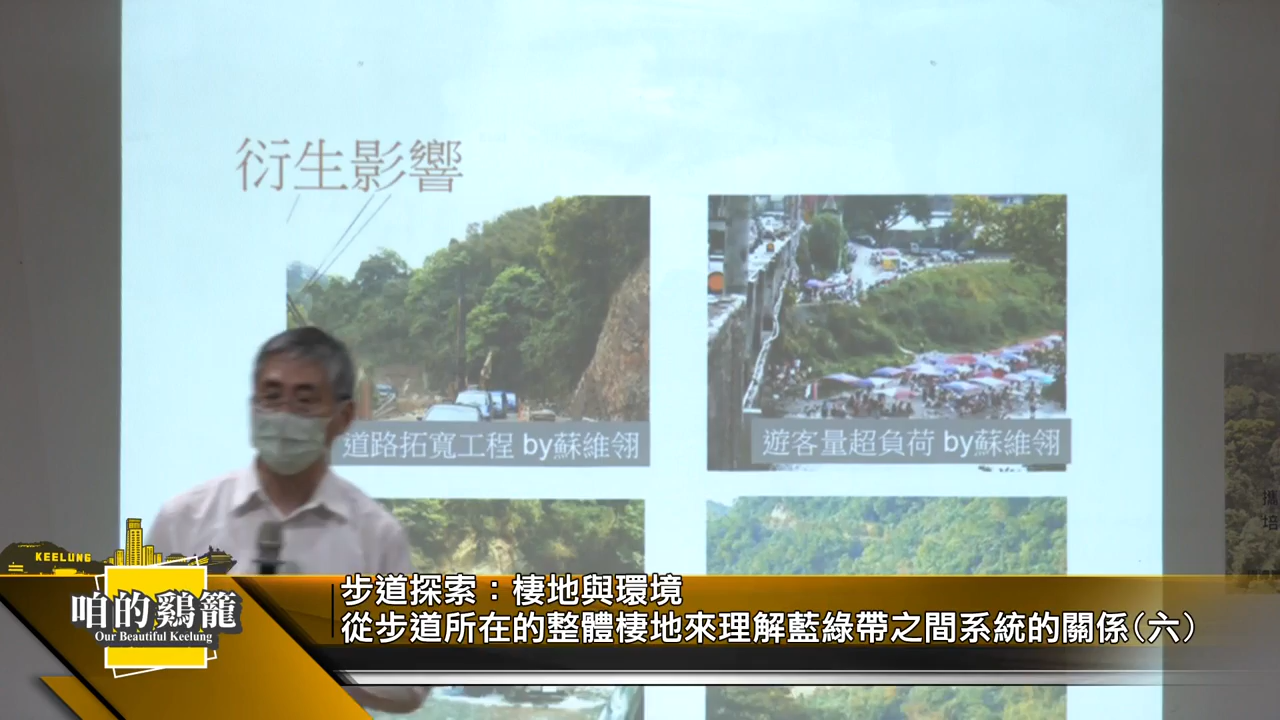 衍生影響
道路拓寬工程 by蘇維翎
遊客量超負荷 by蘇維翎
攜
培
KEELUNG
咱的鷄籠
Our Beautiful Keelung
步道探索：棲地與環境
從步道所在的整體棲地來理解藍綠帶之間系統的關係(六)